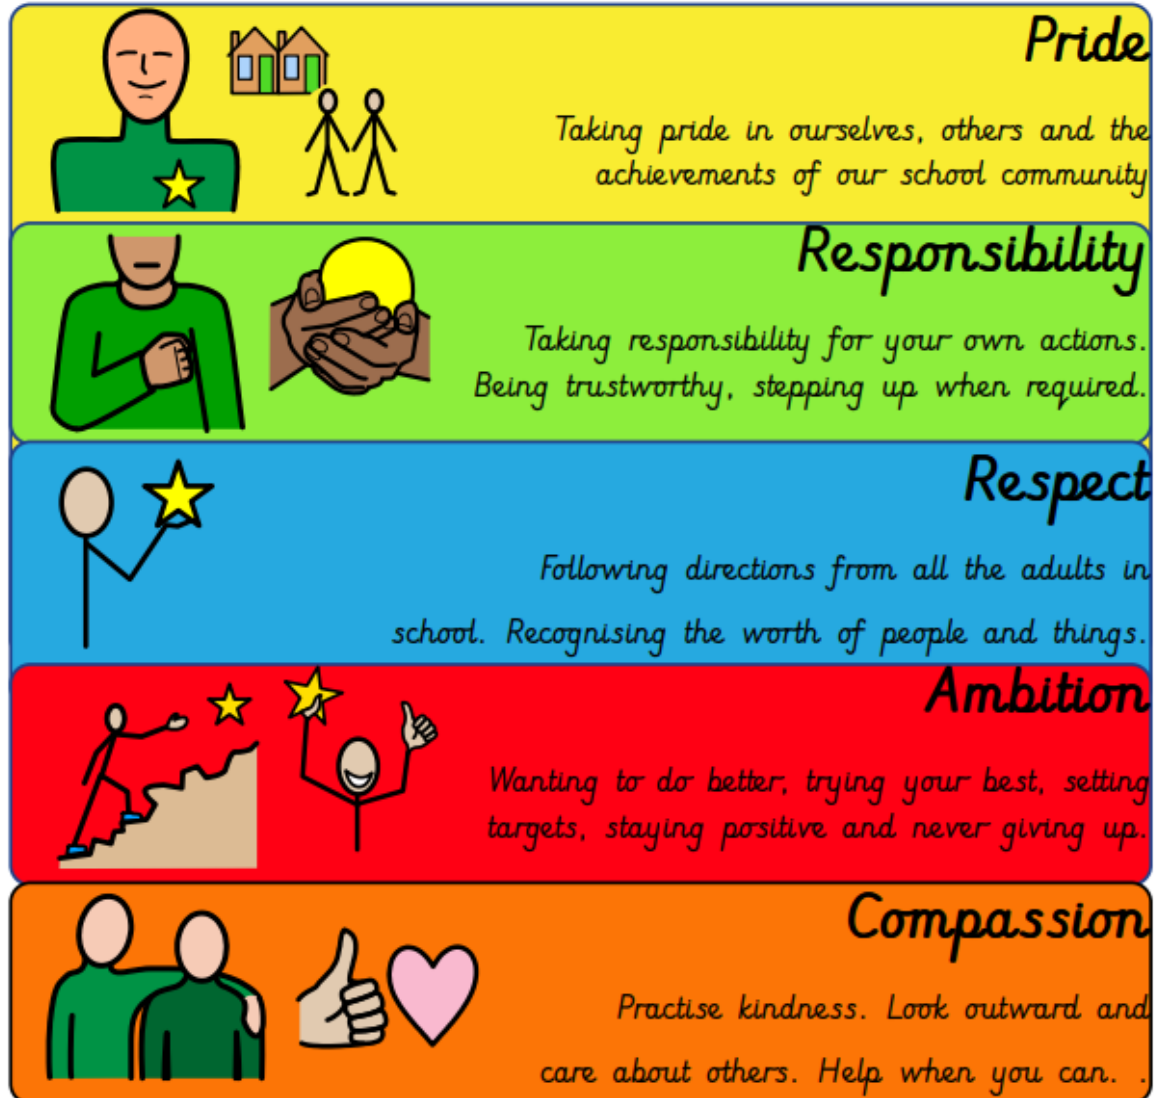 Pride
Taking pride in ourselves, others and the
achievements of our school community
Responsibility
Taking responsibility for your own actions.
Being trustworthy, stepping up when required.
Respect
Following directions from all the adults in
school. Recognising the worth of people and things.
Ambition
Wanting to do better, trying your best, setting
targets, staying positive and never giving up.
Compassion
Practise kindness. Look outward and
care about others. Help when you can. .